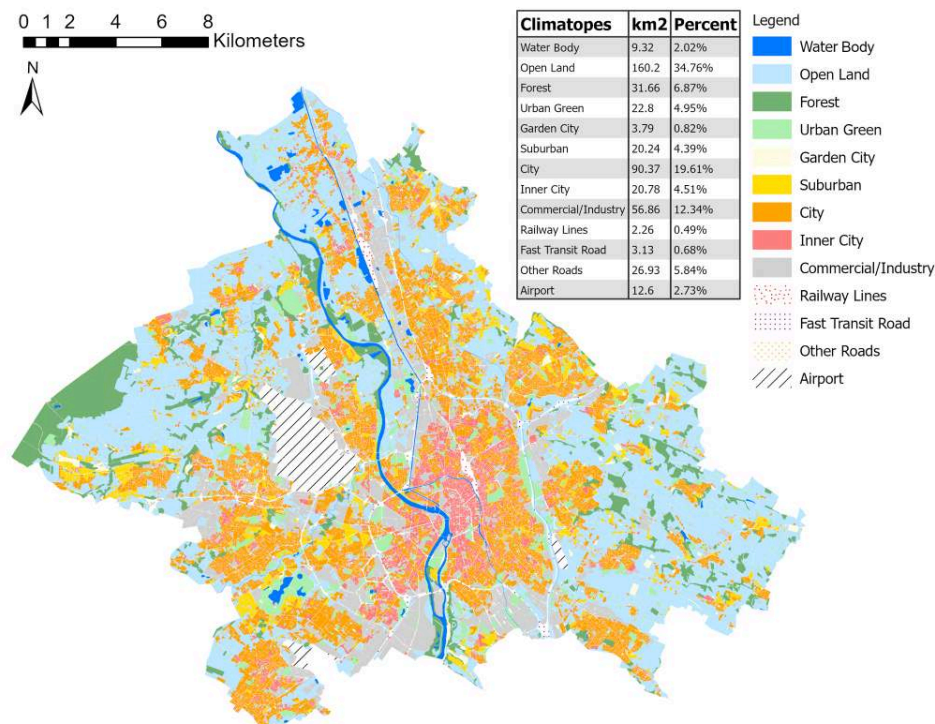 0 1 2 4 6 8
Kilometers
N
Climatopes km2 Percent
Water Body 9.32 2.02%
Open Land 160.2 34.76%
Forest 31.66 6.87%
Urban Green 22.8 4.95%
Garden City 3.79 0.82%
Suburban 20.24 4.39%
City 90.37 19.61%
Inner City 20.78 4.51%
Commercial/Industry 56.86 12.34%
Railway Lines 2.26 0.49%
Fast Transit Road 3.13 0.68%
Other Roads 26.93 5.84%
Airport 12.6 2.73%
Legend
Water Body
Open Land
Forest
Urban Green
Garden City
Suburban
City
Inner City
Commercial/Industry
Railway Lines
Fast Transit Road
Other Roads
Airport